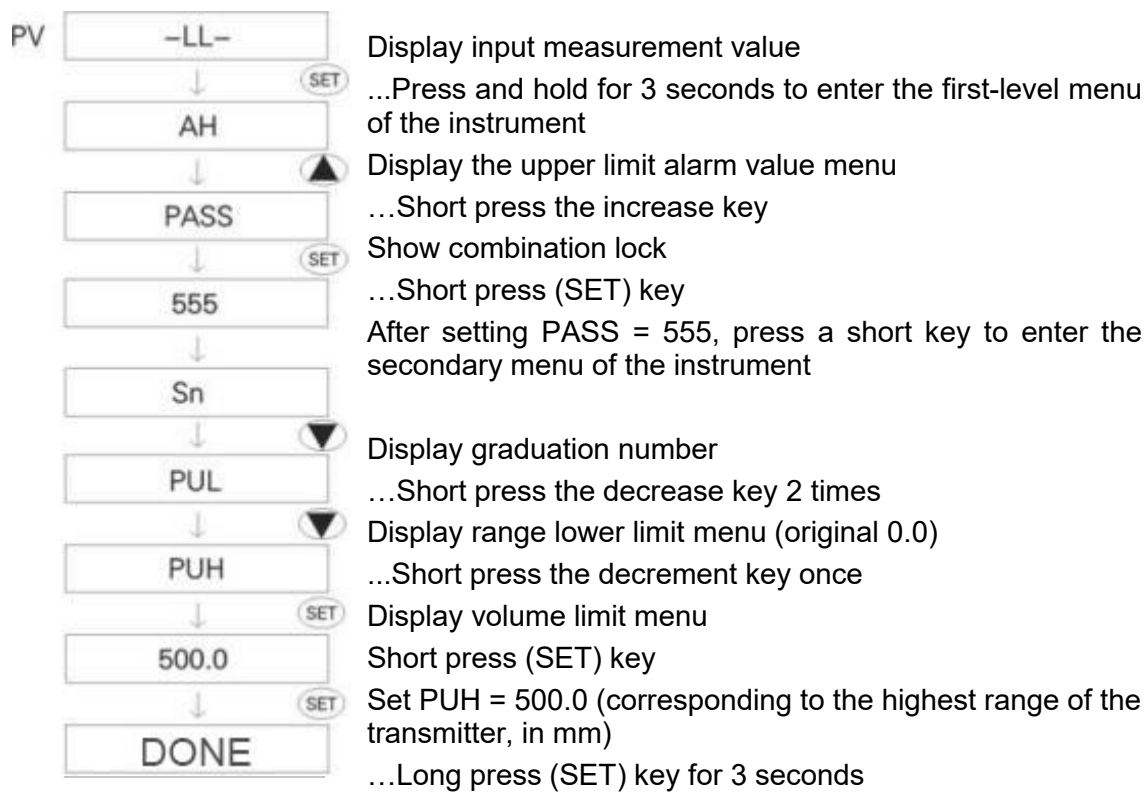 PV
–LL–
Display input measurement value
↓ SET
...Press and hold for 3 seconds to enter the first-level menu
of the instrument
AH
↓ ▲
Display the upper limit alarm value menu
PASS
…Short press the increase key
↓ SET
Show combination lock
555
…Short press (SET) key
↓
After setting PASS = 555, press a short key to enter the
secondary menu of the instrument
Sn
↓ ▼
Display graduation number
PUL
…Short press the decrease key 2 times
↓ ▼
Display range lower limit menu (original 0.0)
PUH
...Short press the decrement key once
↓ SET
Display volume limit menu
500.0
Short press (SET) key
↓ SET
Set PUH = 500.0 (corresponding to the highest range of the
transmitter, in mm)
DONE
…Long press (SET) key for 3 seconds